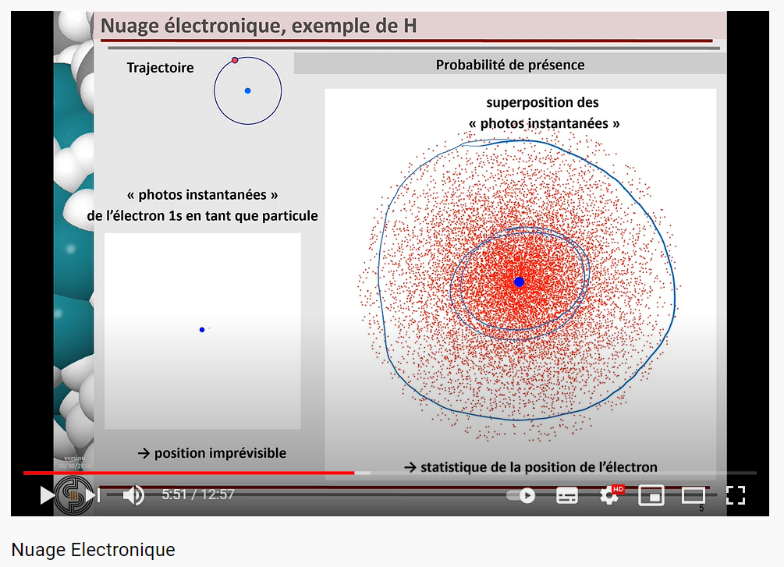 Nuage électronique, exemple de H
Trajectoire
Probabilité de présence
superposition des
« photos instantanées »
« photos instantanées »
de l'électron 1s en tant que particule
→ position imprévisible
→ statistique de la position de l'électron
5:51 / 12:57
HD
5
Nuage Electronique